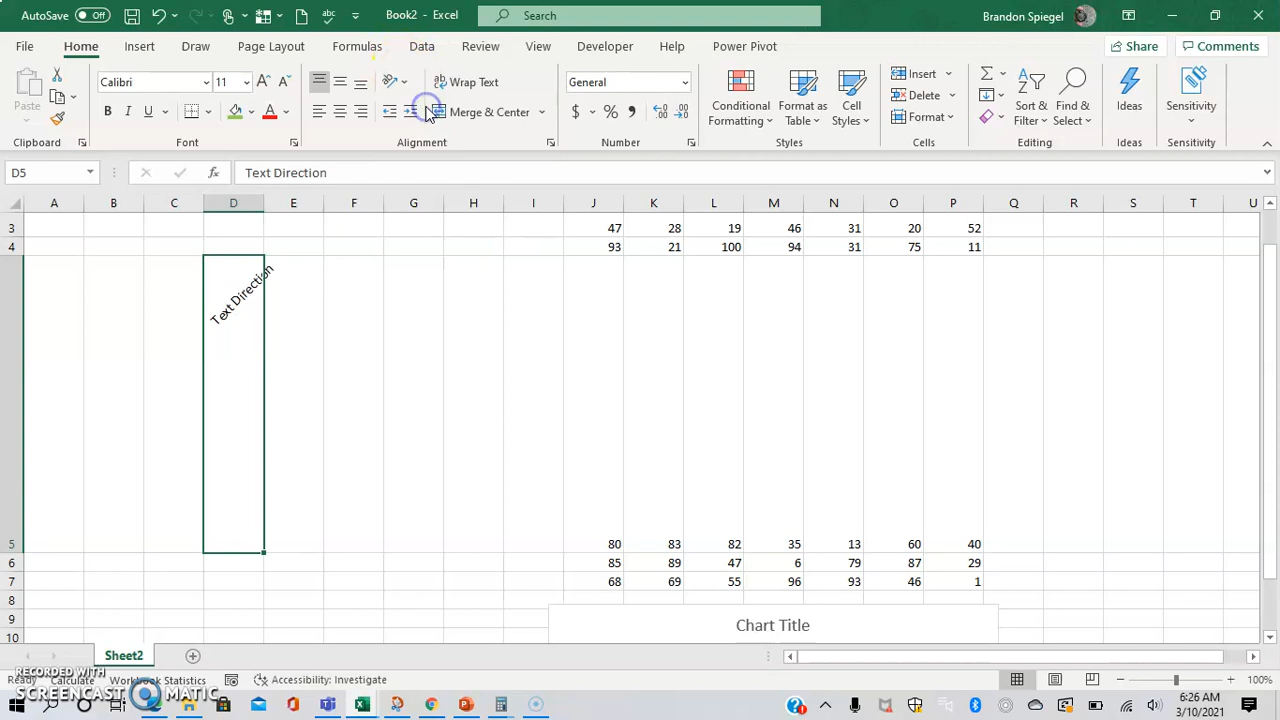 AutoSave Off Book2 - Excel Search Brandon Spiegel
File Home Insert Draw Page Layout Formulas Data Review View Developer Help Power Pivot Share Comments
Paste Calibri 11 Wrap Text General Conditional Formatting Format as Table Cell Styles Insert Delete Format Sort & Filter Find & Select Ideas Sensitivity
B I U Merge & Center $ % ,
Clipboard Font Alignment Number Styles Cells Editing Ideas Sensitivity
D5 fx Text Direction
A B C D E F G H I J K L M N O P Q R S T U
3 47 28 19 46 31 20 52
4 93 21 100 94 31 75 11
Text Direction
5 80 83 82 35 13 60 40
6 85 89 47 6 79 87 29
7 68 69 55 96 93 46 1
8
9
10 Chart Title
Sheet2
RECORDED WITH
Ready Calculate Workbook Statistics Accessibility: Investigate 100%
SCREENCAST MATIC
6:26 AM
3/10/2021